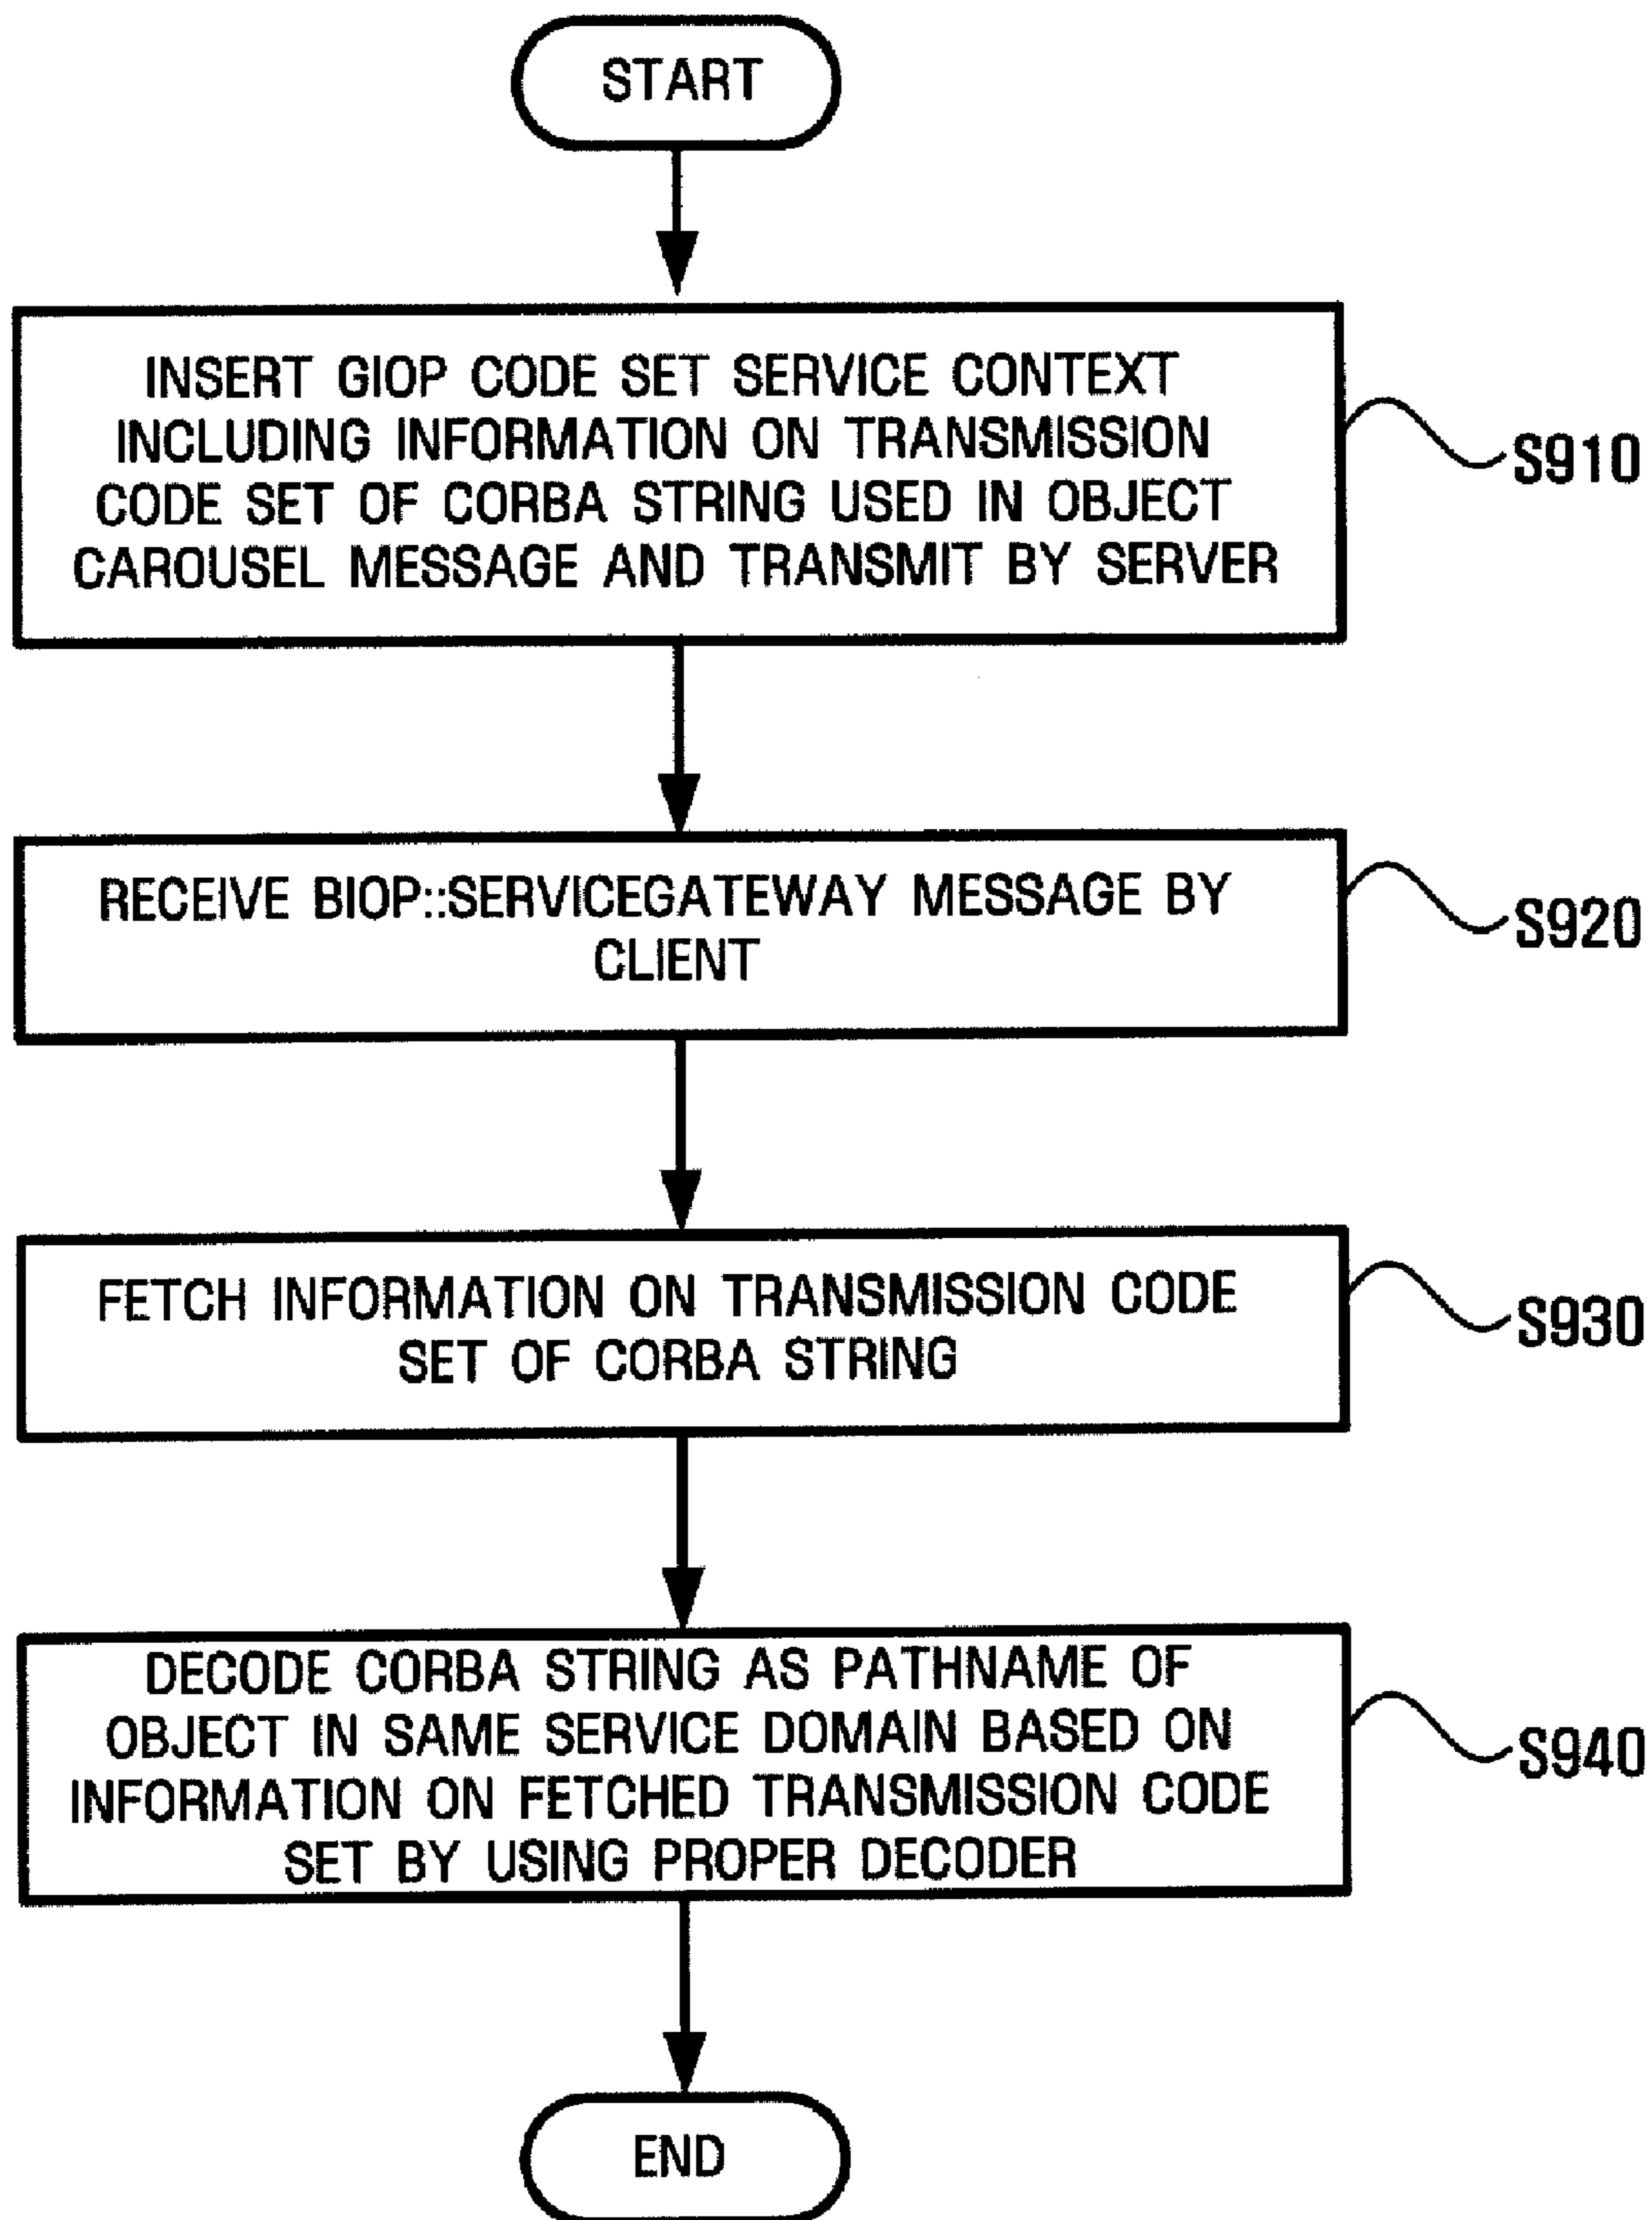 START
INSERT GIOP CODE SET SERVICE CONTEXT
INCLUDING INFORMATION ON TRANSMISSION
CODE SET OF CORBA STRING USED IN OBJECT
CAROUSEL MESSAGE AND TRANSMIT BY SERVER
S910
RECEIVE BIOP::SERVICEGATEWAY MESSAGE BY
CLIENT
S920
FETCH INFORMATION ON TRANSMISSION CODE
SET OF CORBA STRING
S930
DECODE CORBA STRING AS PATHNAME OF
OBJECT IN SAME SERVICE DOMAIN BASED ON
INFORMATION ON FETCHED TRANSMISSION CODE
SET BY USING PROPER DECODER
S940
END